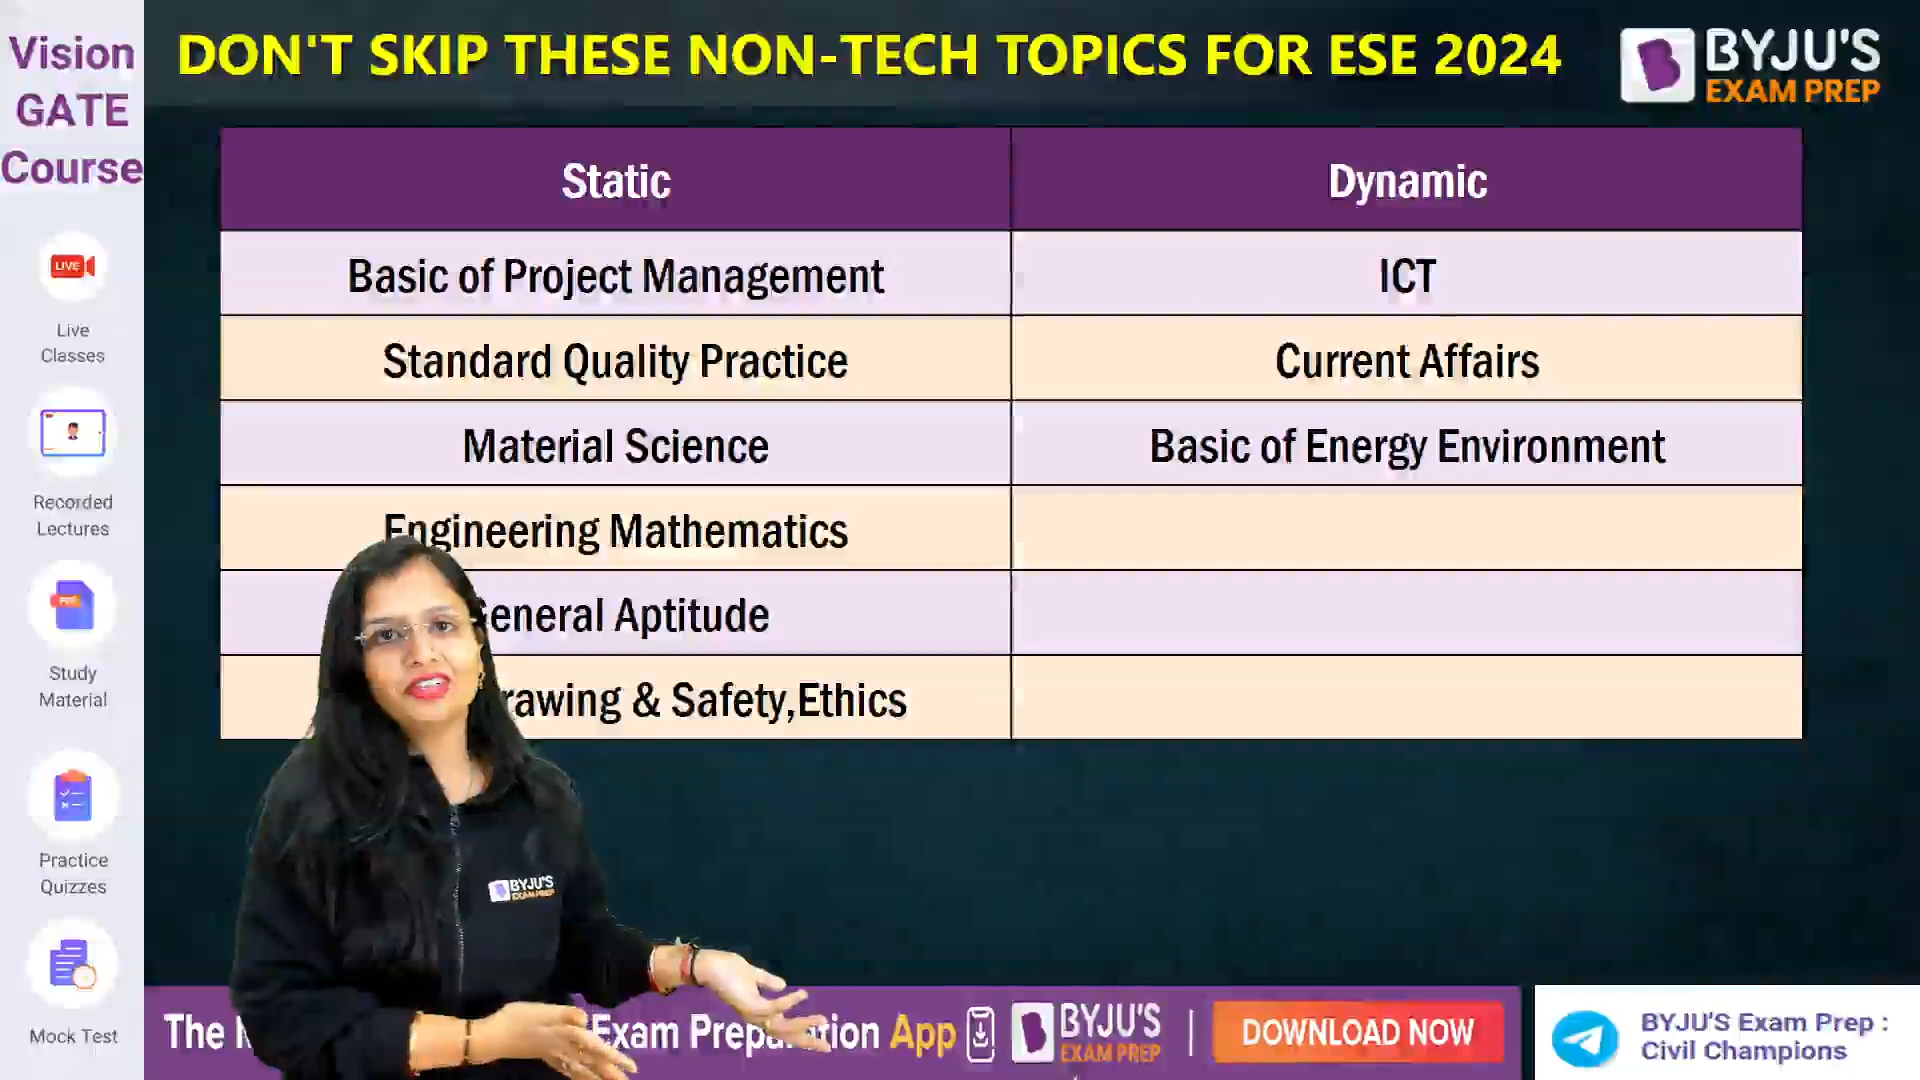 Vision
GATE
Course
DON'T SKIP THESE NON-TECH TOPICS FOR ESE 2024
BYJU'S
EXAM PREP
Static
Dynamic
Basic of Project Management
ICT
Standard Quality Practice
Current Affairs
Material Science
Basic of Energy Environment
Engineering Mathematics
General Aptitude
& Safety,Ethics
LIVE
Live
Classes
Recorded
Lectures
Study
Material
Practice
Quizzes
Mock Test
BYJU'S
EXAM PREP
The
Exam Preparation App
BYJU'S
EXAM PREP
DOWNLOAD NOW
BYJU'S Exam Prep :
Civil Champions